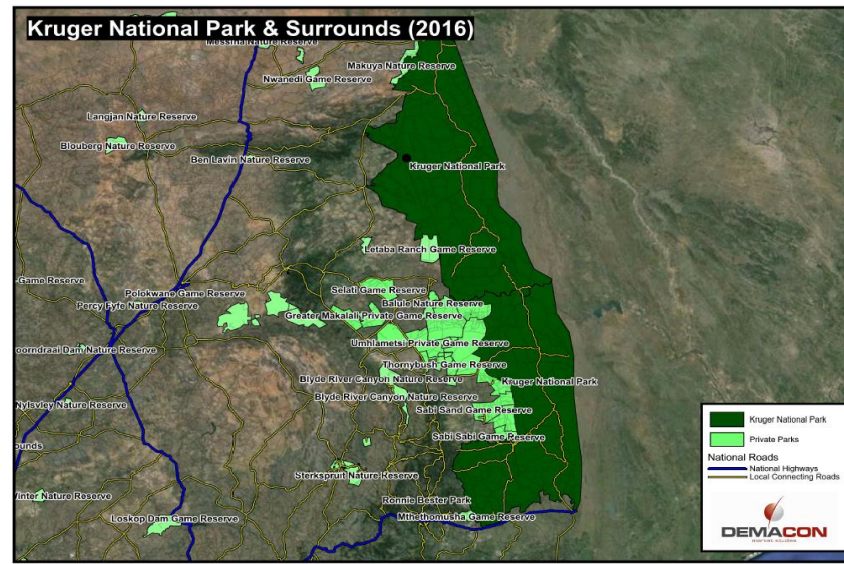 Kruger National Park & Surrounds (2016)
Messina Nature Reserve
Makuya Nature Reserve
Nwanedi Game Reserve
Langjan Nature Reserve
Blouberg Nature Reserve
Ben Lavin Nature Reserve
Kruger National Park
Letaba Ranch Game Reserve
Game Reserve
Selati Game Reserve
Polokwane Game Reserve
Balule Nature Reserve
Percy Fyfe Nature Reserve
Greater Makalali Private Game Reserve
Umhlametsi Private Game Reserve
oorndraai Dam Nature Reserve
Thornybush Game Reserve
Blyde River Canyon Nature Reserve
Kruger National Park
Blyde River Canyon Nature Reserve
Nylsvley Nature Reserve
Sabi Sand Game Reserve
Sabi Sabi Game Reserve
ounds
Sterkspruit Nature Reserve
Nature Reserve
Ronnie Bester Park
Loskop Dam Game Reserve
Mthethomusha Game Reserve
Kruger National Park
Private Parks
National Roads
National Highways
Local Connecting Roads
DEMACON
market studies